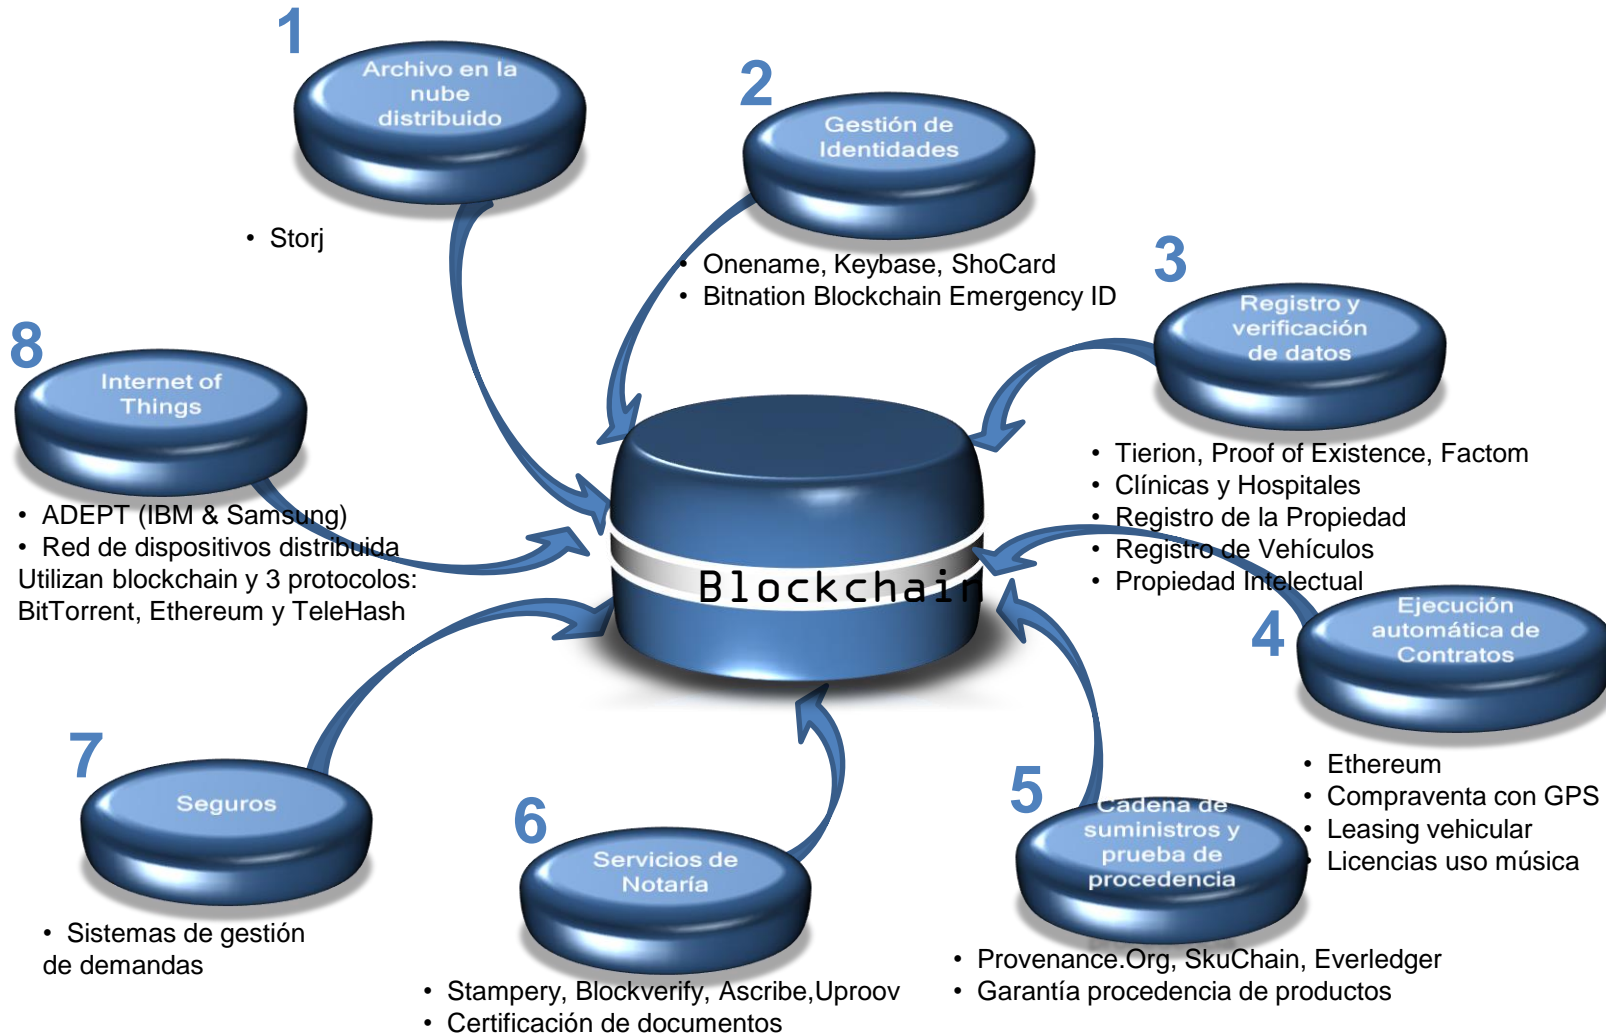 1
Archivo en la
nube
distribuido
• Storj
2
Gestión de
Identidades
• Onename, Keybase, ShoCard
• Bitnation Blockchain Emergency ID
3
Registro y
verificación
de datos
• Tierion, Proof of Existence, Factom
• Clínicas y Hospitales
• Registro de la Propiedad
• Registro de Vehículos
• Propiedad Intelectual
8
Internet of
Things
• ADEPT (IBM & Samsung)
• Red de dispositivos distribuida
Utilizan blockchain y 3 protocolos:
BitTorrent, Ethereum y TeleHash
Blockchain
4
Ejecución
automática de
Contratos
• Ethereum
• Compraventa con GPS
• Leasing vehicular
• Licencias uso música
7
Seguros
• Sistemas de gestión
de demandas
6
Servicios de
Notaría
• Stampery, Blockverify, Ascribe,Uproov
• Certificación de documentos
5
Cadena de
suministros y
prueba de
procedencia
• Provenance.Org, SkuChain, Everledger
• Garantía procedencia de productos